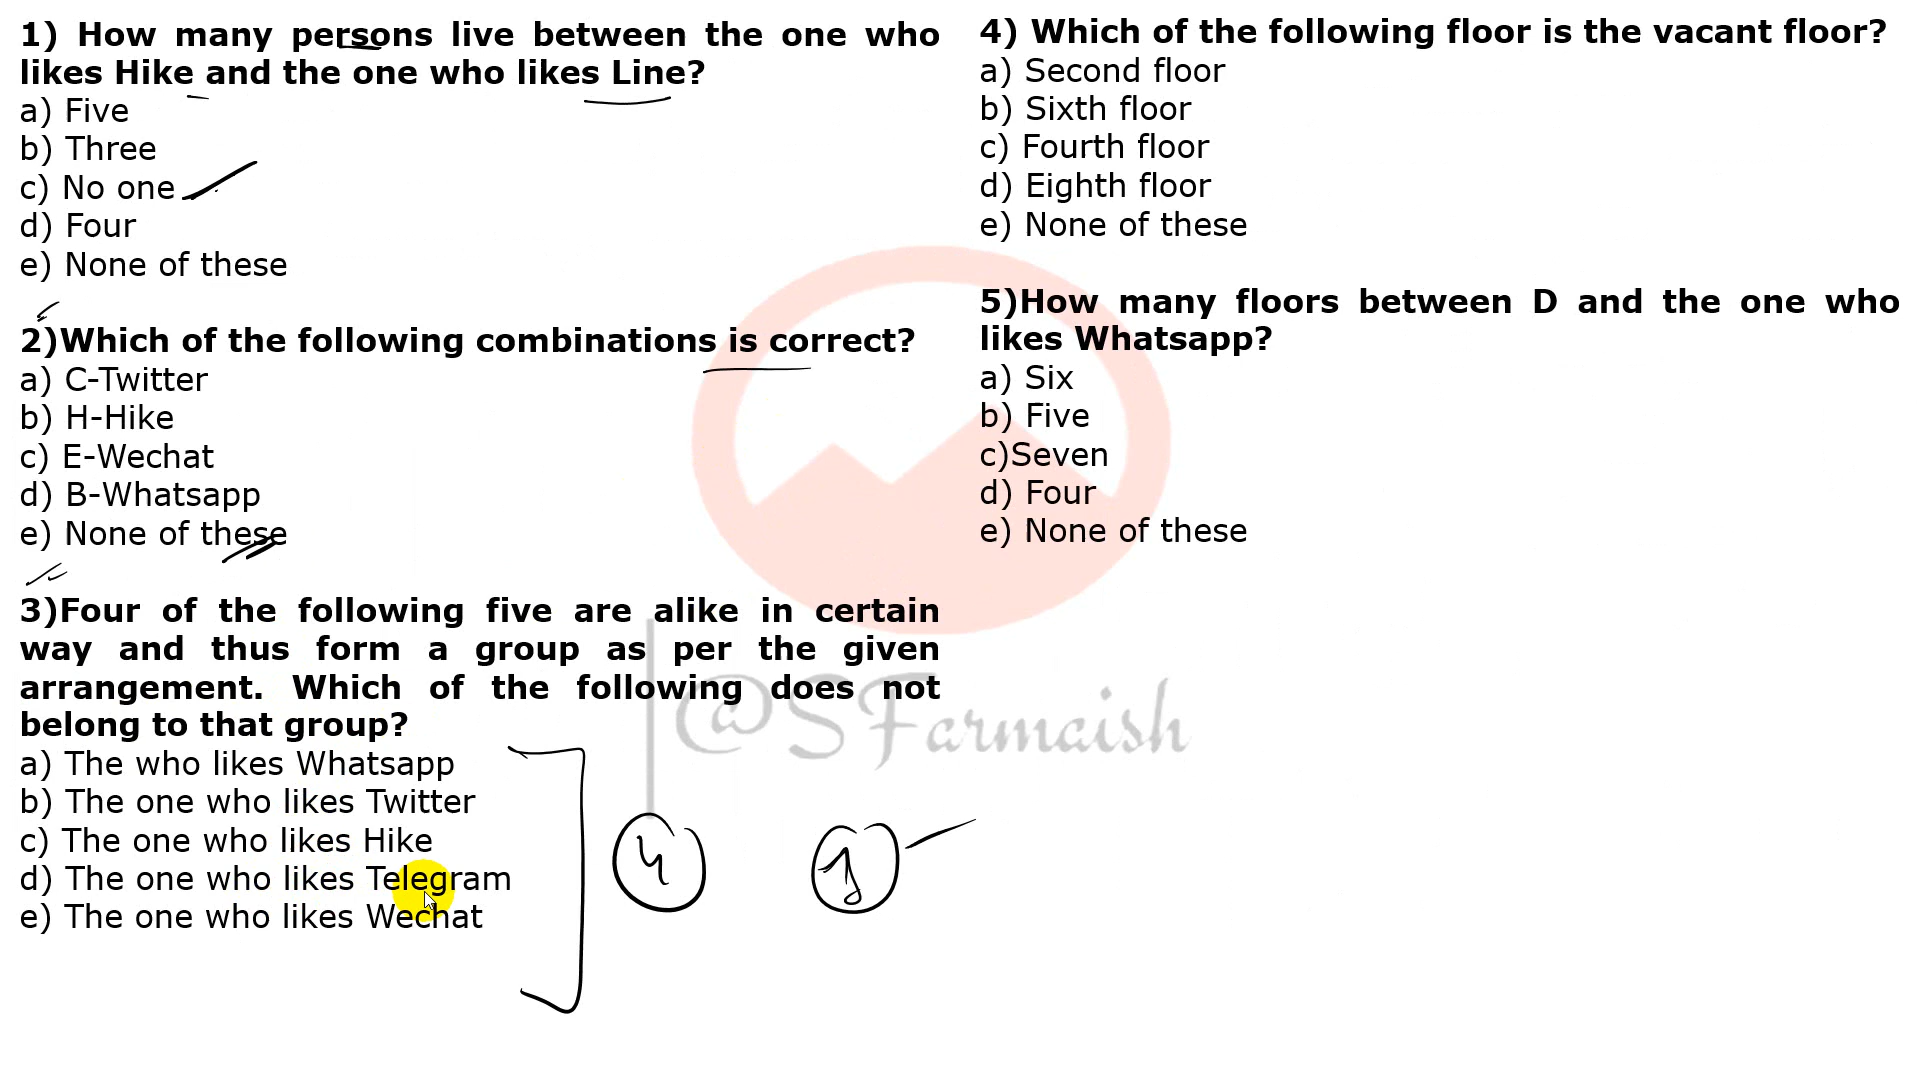 1) How many persons live between the one who
likes Hike and the one who likes Line?
a) Five
b) Three
c) No one
d) Four
e) None of these
2)Which of the following combinations is correct?
a) C-Twitter
b) H-Hike
c) E-Wechat
d) B-Whatsapp
e) None of these
3)Four of the following five are alike in certain
way and thus form a group as per the given
arrangement. Which of the following does not
belong to that group?
a) The who likes Whatsapp
b) The one who likes Twitter
c) The one who likes Hike
d) The one who likes Telegram
e) The one who likes Wechat
4 1
4) Which of the following floor is the vacant floor?
a) Second floor
b) Sixth floor
c) Fourth floor
d) Eighth floor
e) None of these
5)How many floors between D and the one who
likes Whatsapp?
a) Six
b) Five
c)Seven
d) Four
e) None of these
@SFarmaish